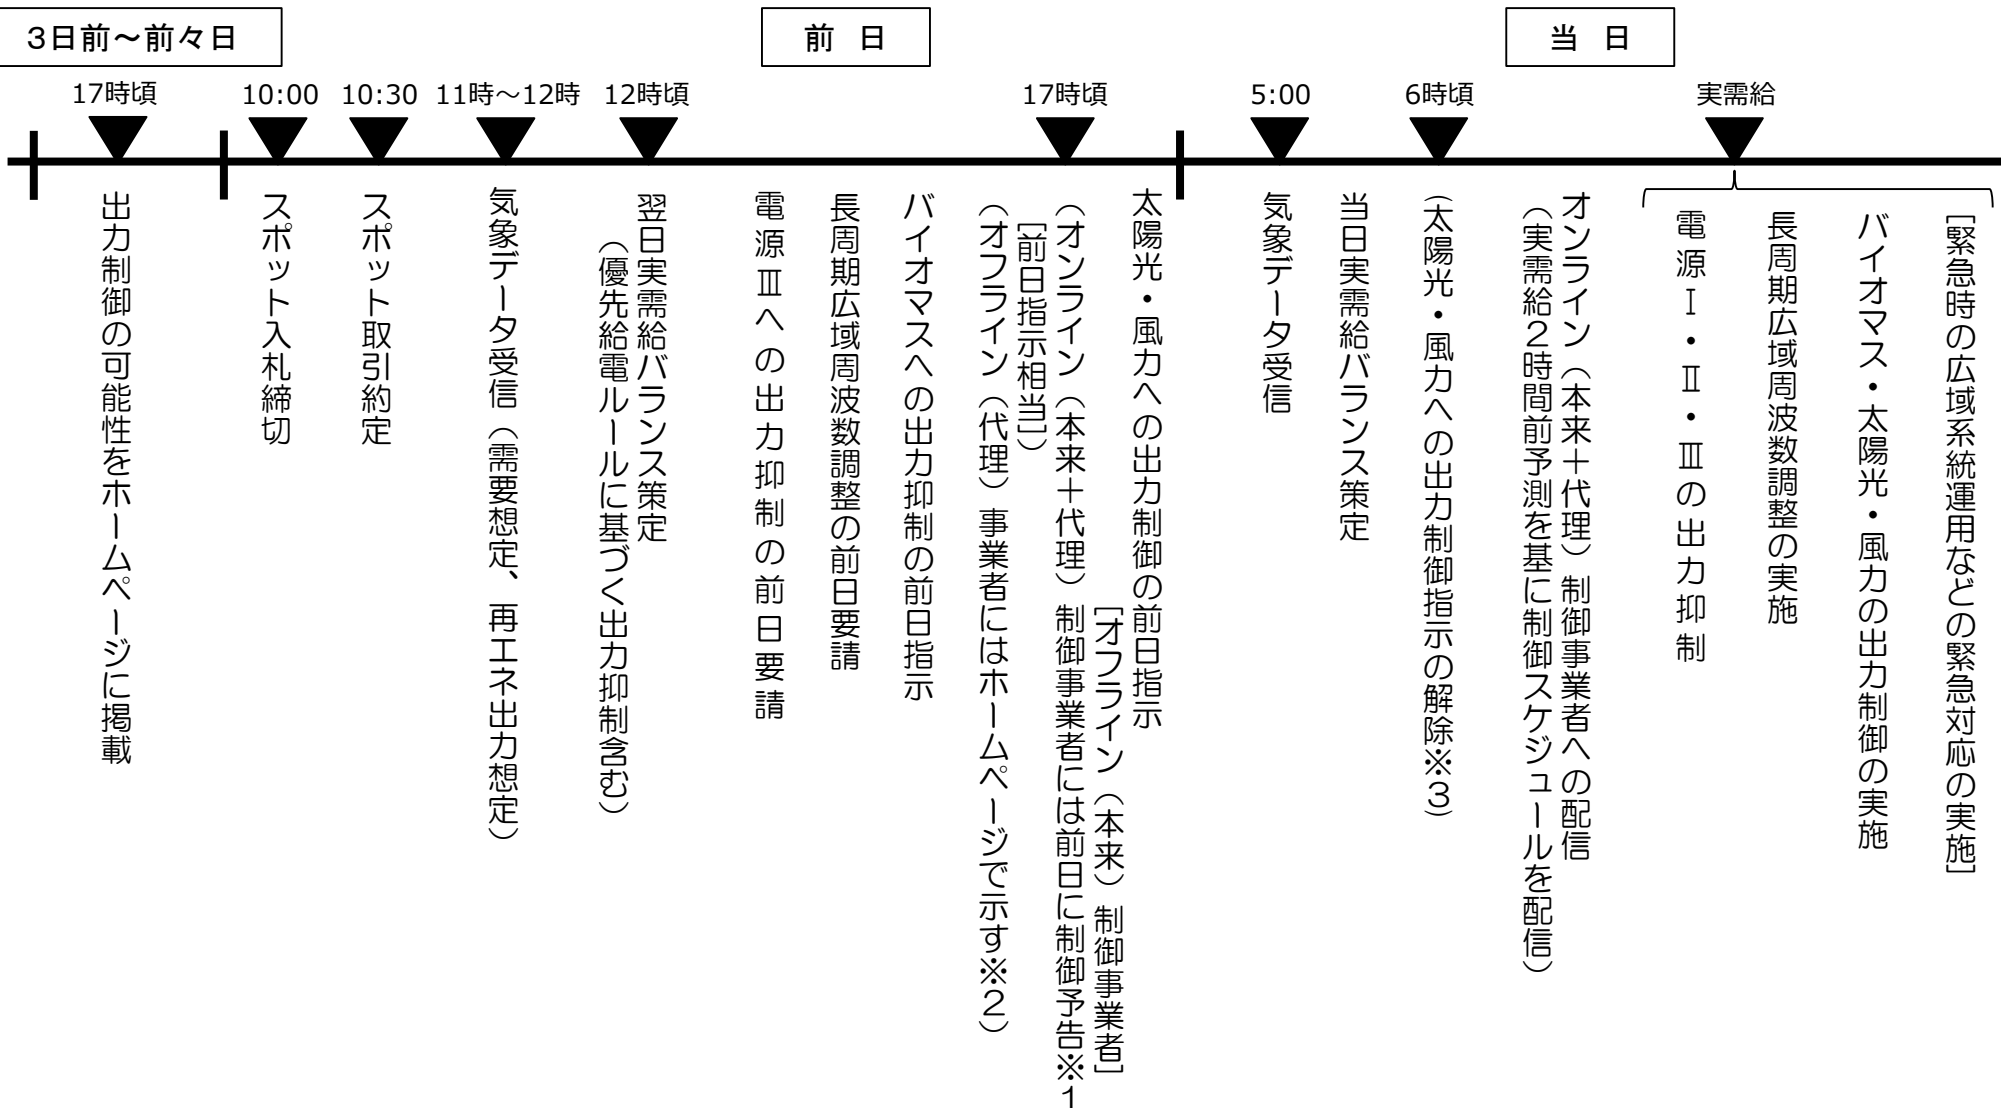 3日前～前々日
前 日
当 日
17時頃
10:00
10:30
11時～12時
12時頃
17時頃
5:00
6時頃
実需給
出力制御の可能性をホームページに掲載
スポット入札締切
スポット取引約定
気象データ受信（需要想定、再エネ出力想定）
翌日実需給バランス策定
（優先給電ルールに基づく出力抑制含む）
電源Ⅲへの出力抑制の前日要請
長周期広域周波数調整の前日要請
バイオマスへの出力抑制の前日指示
太陽光・風力への出力制御の前日指示
［オフライン（本来）制御事業者］
（オンライン（本来＋代理）制御事業者には前日に制御予告※１
［前日指示相当］）
（オフライン（代理）事業者にはホームページで示す※２）
気象データ受信
当日実需給バランス策定
（太陽光・風力への出力制御指示の解除※３）
オンライン（本来＋代理）制御事業者への配信
（実需給２時間前予測を基に制御スケジュールを配信）
電源Ⅰ・Ⅱ・Ⅲの出力抑制
長周期広域周波数調整の実施
バイオマス・太陽光・風力の出力制御の実施
［緊急時の広域系統運用などの緊急対応の実施］